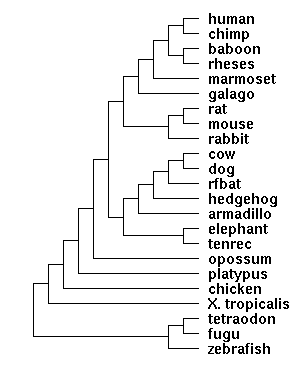 human
chimp
baboon
rheses
marmoset
galago
rat
mouse
rabbit
cow
dog
rfbat
hedgehog
armadillo
elephant
tenrec
opossum
platypus
chicken
X. tropicalis
tetraodon
fugu
zebrafish